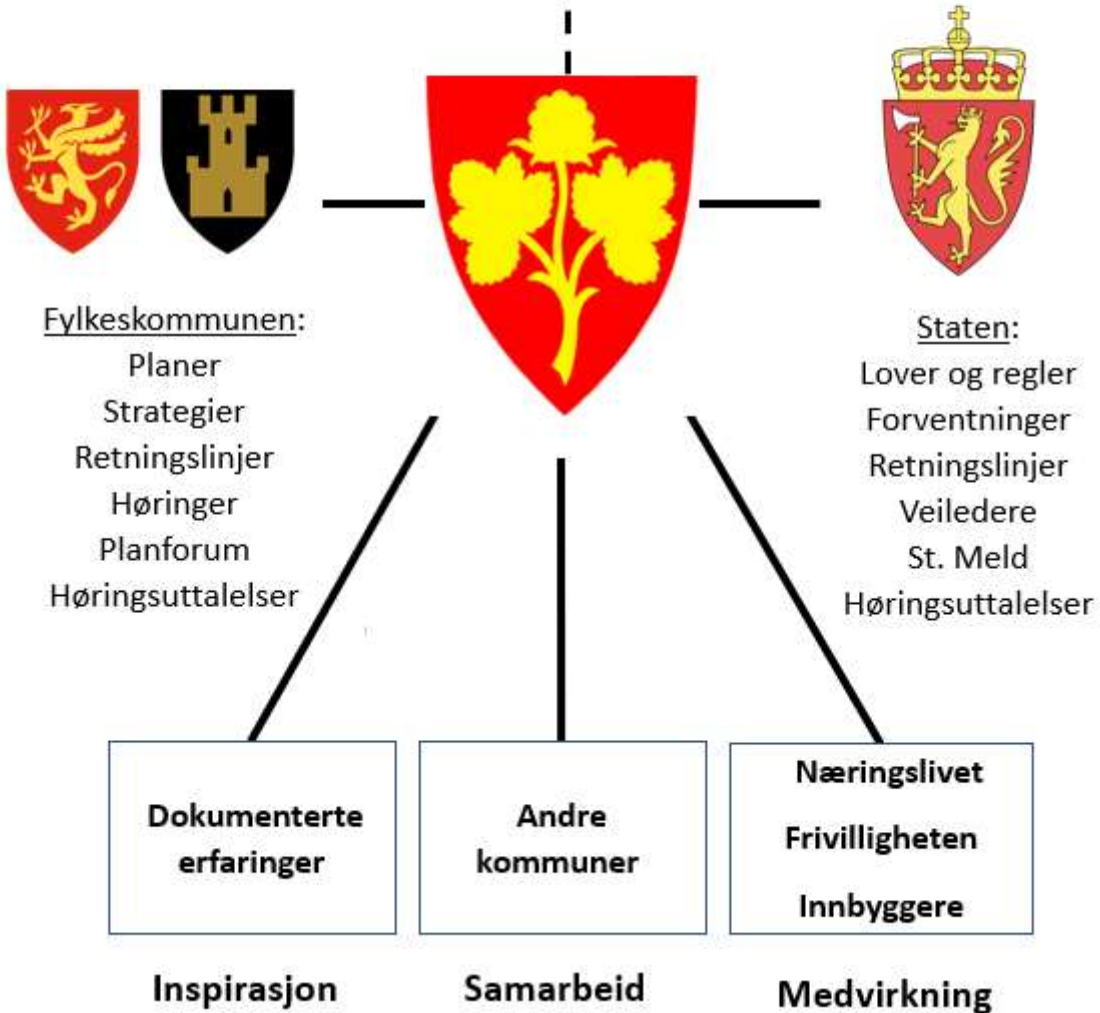 Fylkeskommunen:
Planer
Strategier
Retningslinjer
Høringer
Planforum
Høringsuttalelser
Staten:
Lover og regler
Forventninger
Retningslinjer
Veiledere
St. Meld
Høringsuttalelser
Dokumenterte
erfaringer
Andre
kommuner
Næringslivet
Frivilligheten
Innbyggere
Inspirasjon
Samarbeid
Medvirkning